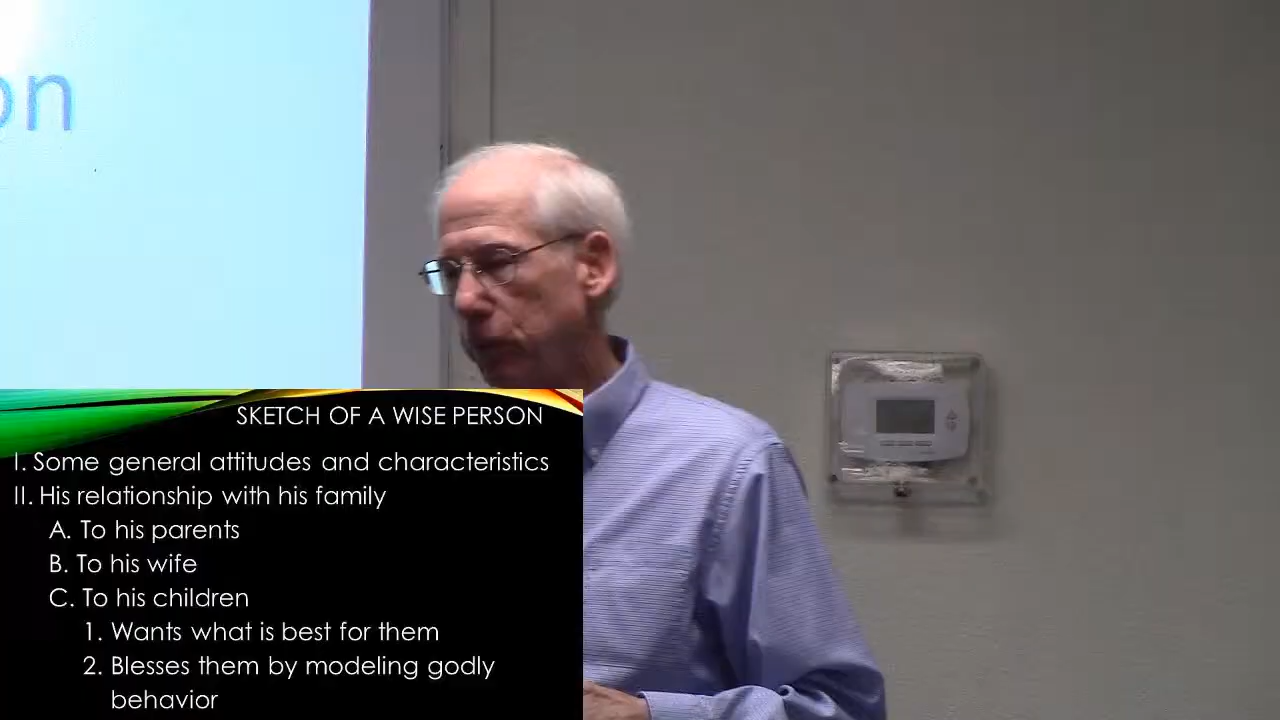 on
SKETCH OF A WISE PERSON
I. Some general attitudes and characteristics
II. His relationship with his family
A. To his parents
B. To his wife
C. To his children
1. Wants what is best for them
2. Blesses them by modeling godly
behavior